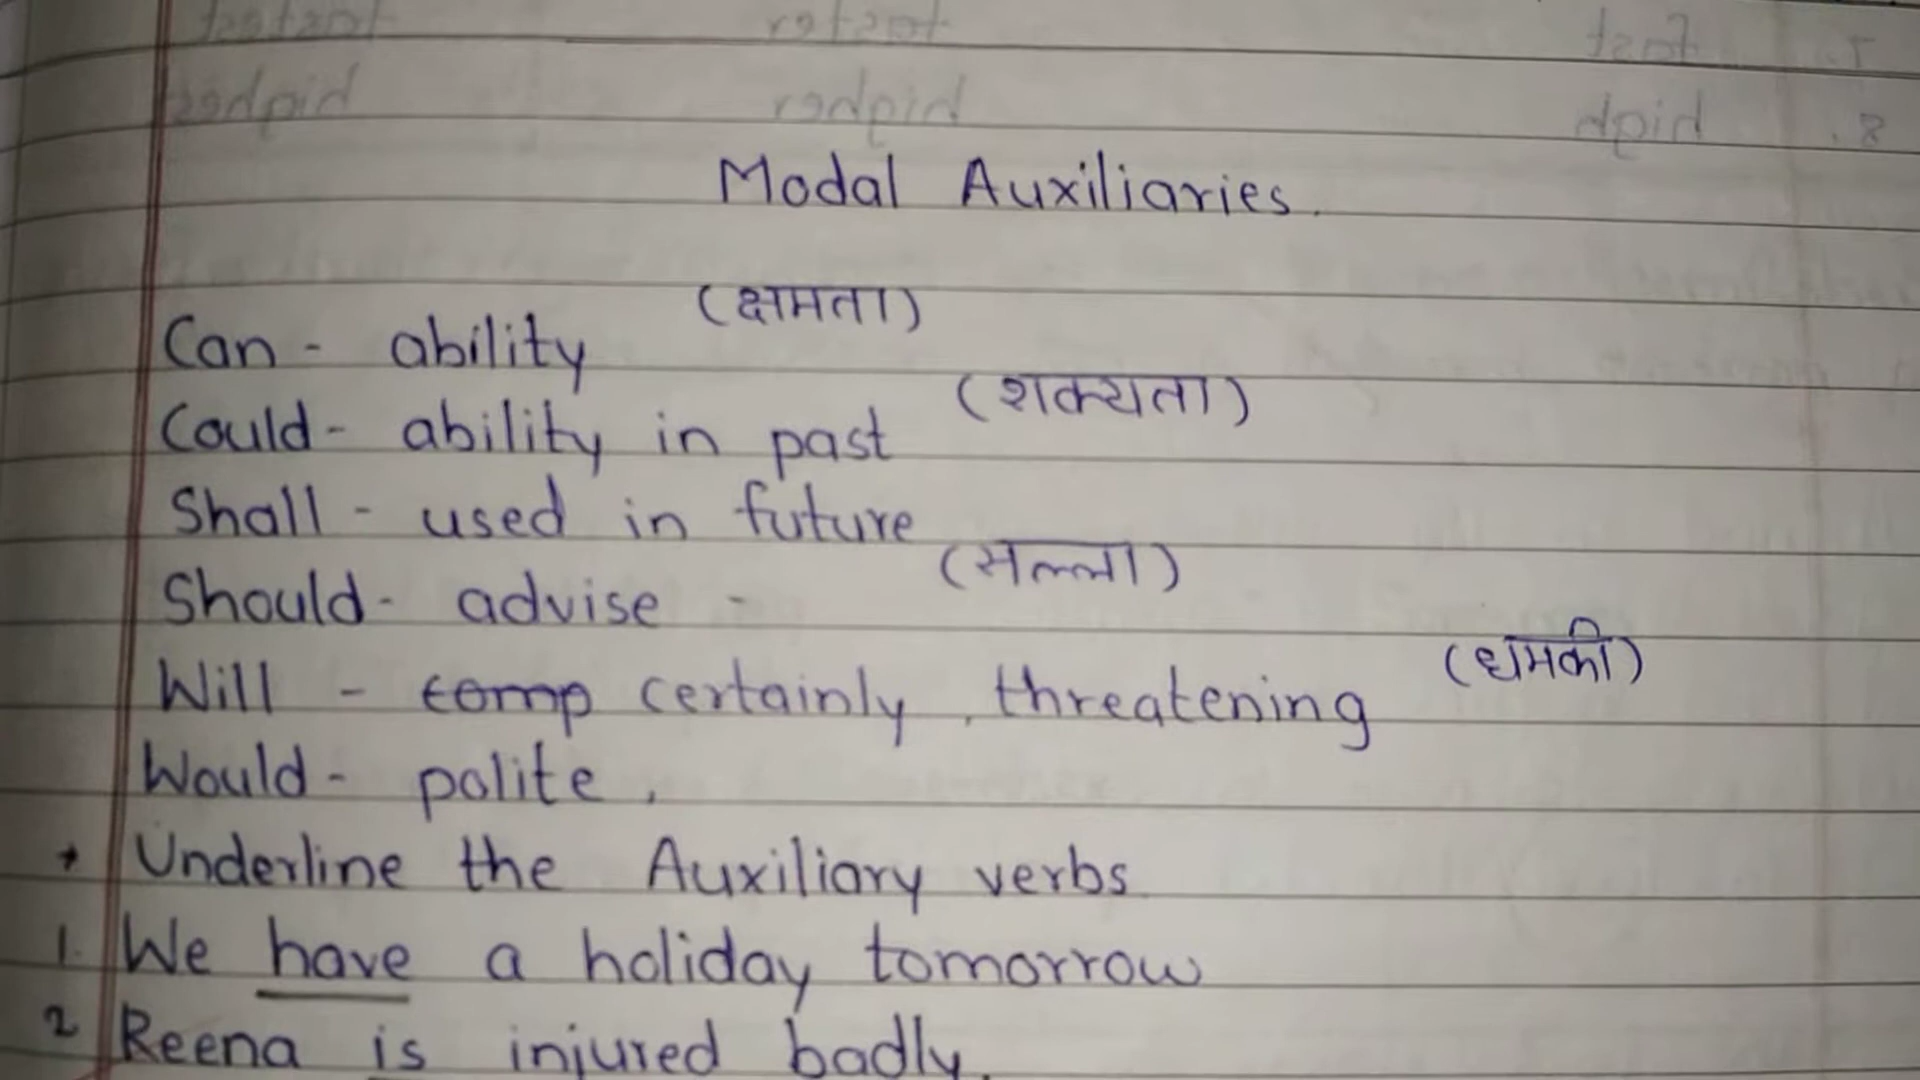 Modal Auxiliaries.
Can - ability (क्षमता)
Could - ability in past (शक्यता)
Shall - used in future
Should - advise - (सल्ला)
Will - comp certainly, threatening (धमकी)
Would - polite,
* Underline the Auxiliary verbs
1. We have a holiday tomorrow
2 Reena is injured badly.